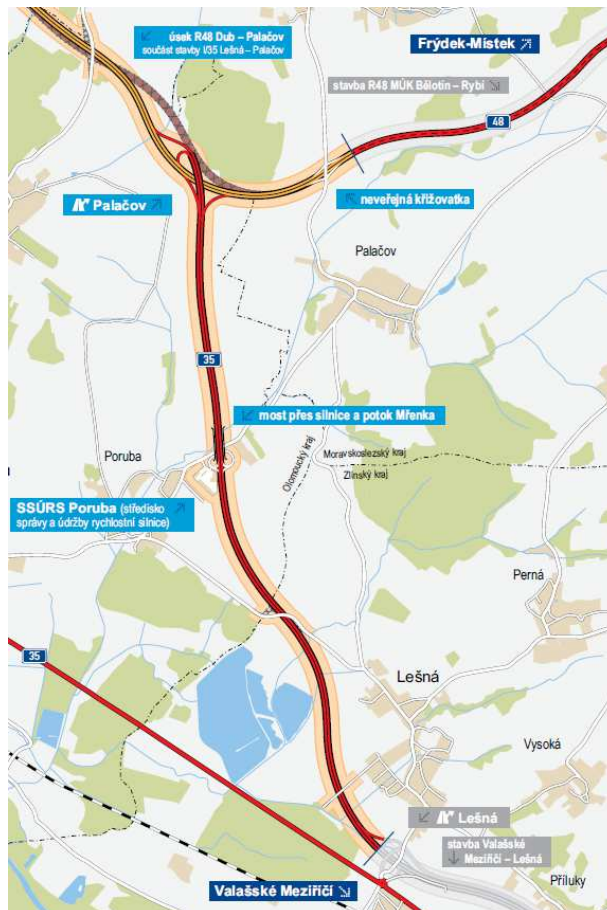 úsek R48 Dub – Palačov
součást stavby I/35 Lešná – Palačov
Frýdek-Místek
stavba R48 MÚK Bělotín – Rybí
48
Palačov
neveřejná křižovatka
Palačov
35
most přes silnice a potok Mřenka
Poruba
Olomoucký kraj
Moravskoslezský kraj
Zlínský kraj
SSÚRS Poruba (středisko
správy a údržby rychlostní silnice)
Perná
35
Lešná
Vysoká
Lešná
stavba Valašské
Meziříčí – Lešná
Valašské Meziříčí
Příluky